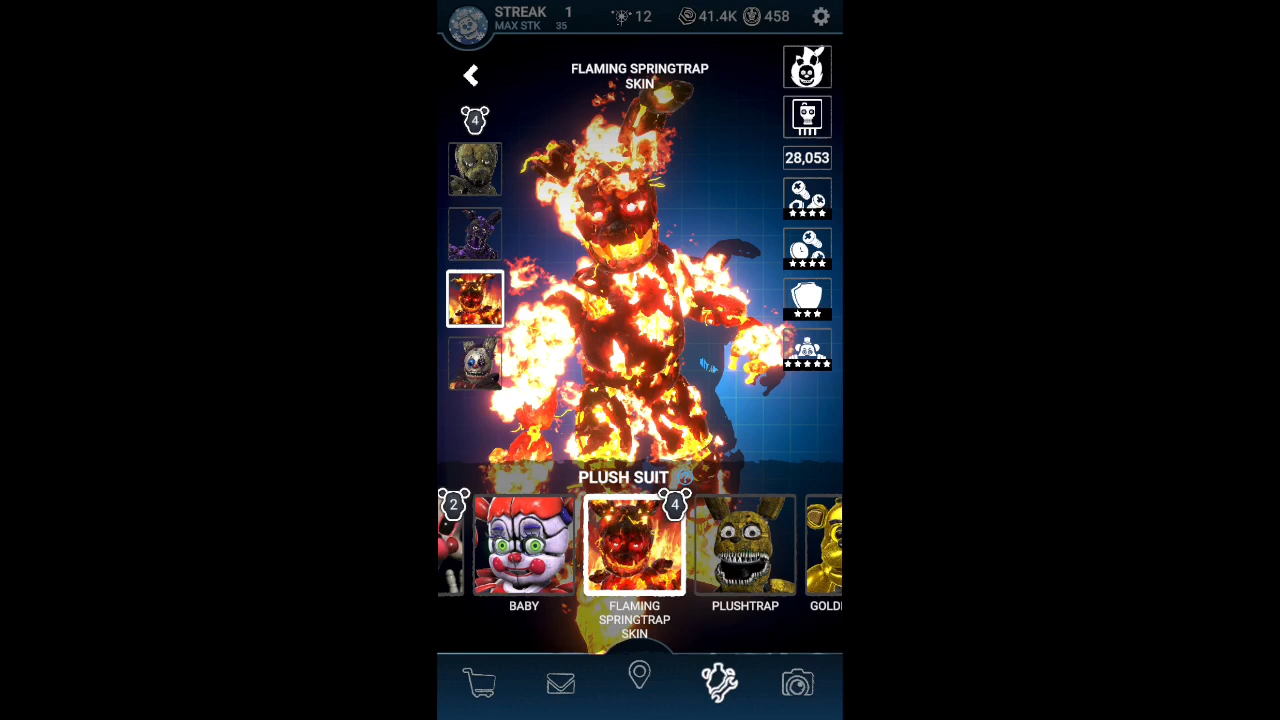 STREAK 1
MAX STK 35
12
41.4K
458
FLAMING SPRINGTRAP
SKIN
4
28,053
PLUSH SUIT
2
4
BABY
FLAMING
SPRINGTRAP
SKIN
PLUSHTRAP
GOLD